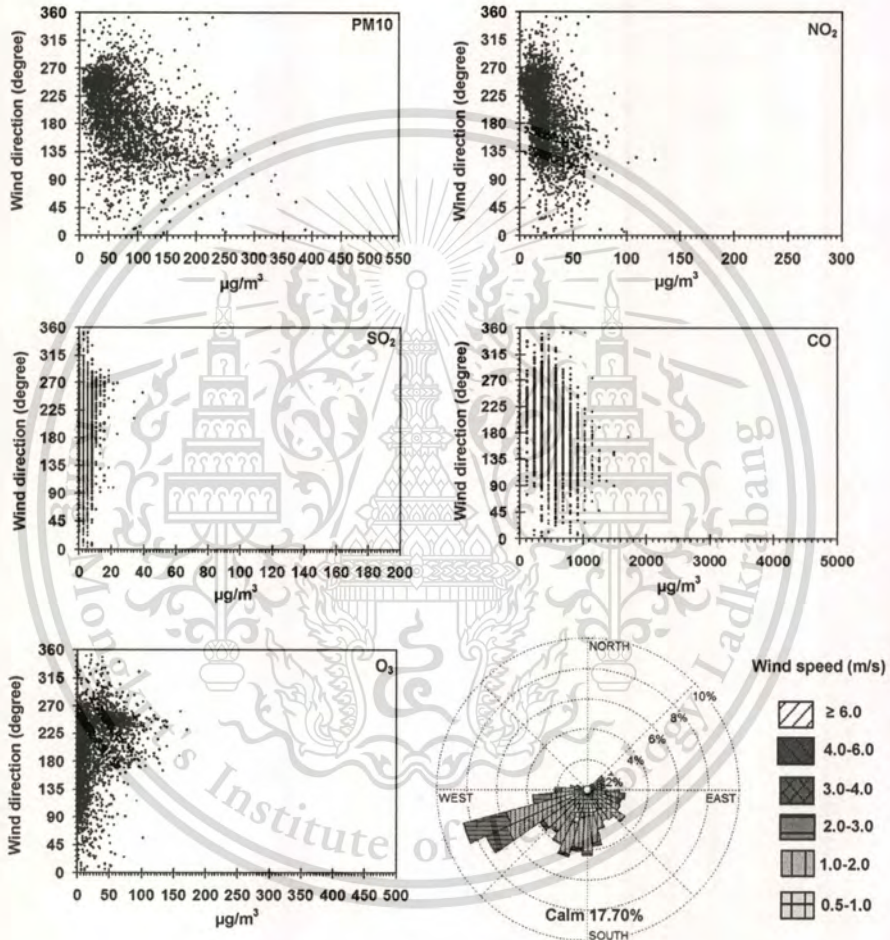 PM10
Wind direction (degree)
360
315
270
225
180
135
90
45
0
0 50 100 150 200 250 300 350 400 450 500 550
µg/m³
NO₂
Wind direction (degree)
360
315
270
225
180
135
90
45
0
0 50 100 150 200 250 300
µg/m³
SO₂
Wind direction (degree)
360
315
270
225
180
135
90
45
0
0 20 40 60 80 100 120 140 160 180 200
µg/m³
CO
Wind direction (degree)
360
315
270
225
180
135
90
45
0
0 1000 2000 3000 4000 5000
µg/m³
O₃
Wind direction (degree)
360
315
270
225
180
135
90
45
0
0 50 100 150 200 250 300 350 400 450 500
µg/m³
NORTH
10%
8%
6%
4%
2%
WEST
EAST
Calm 17.70%
SOUTH
Wind speed (m/s)
≥ 6.0
4.0-6.0
3.0-4.0
2.0-3.0
1.0-2.0
0.5-1.0
Mongkut's Institute of Technology Ladkrabang